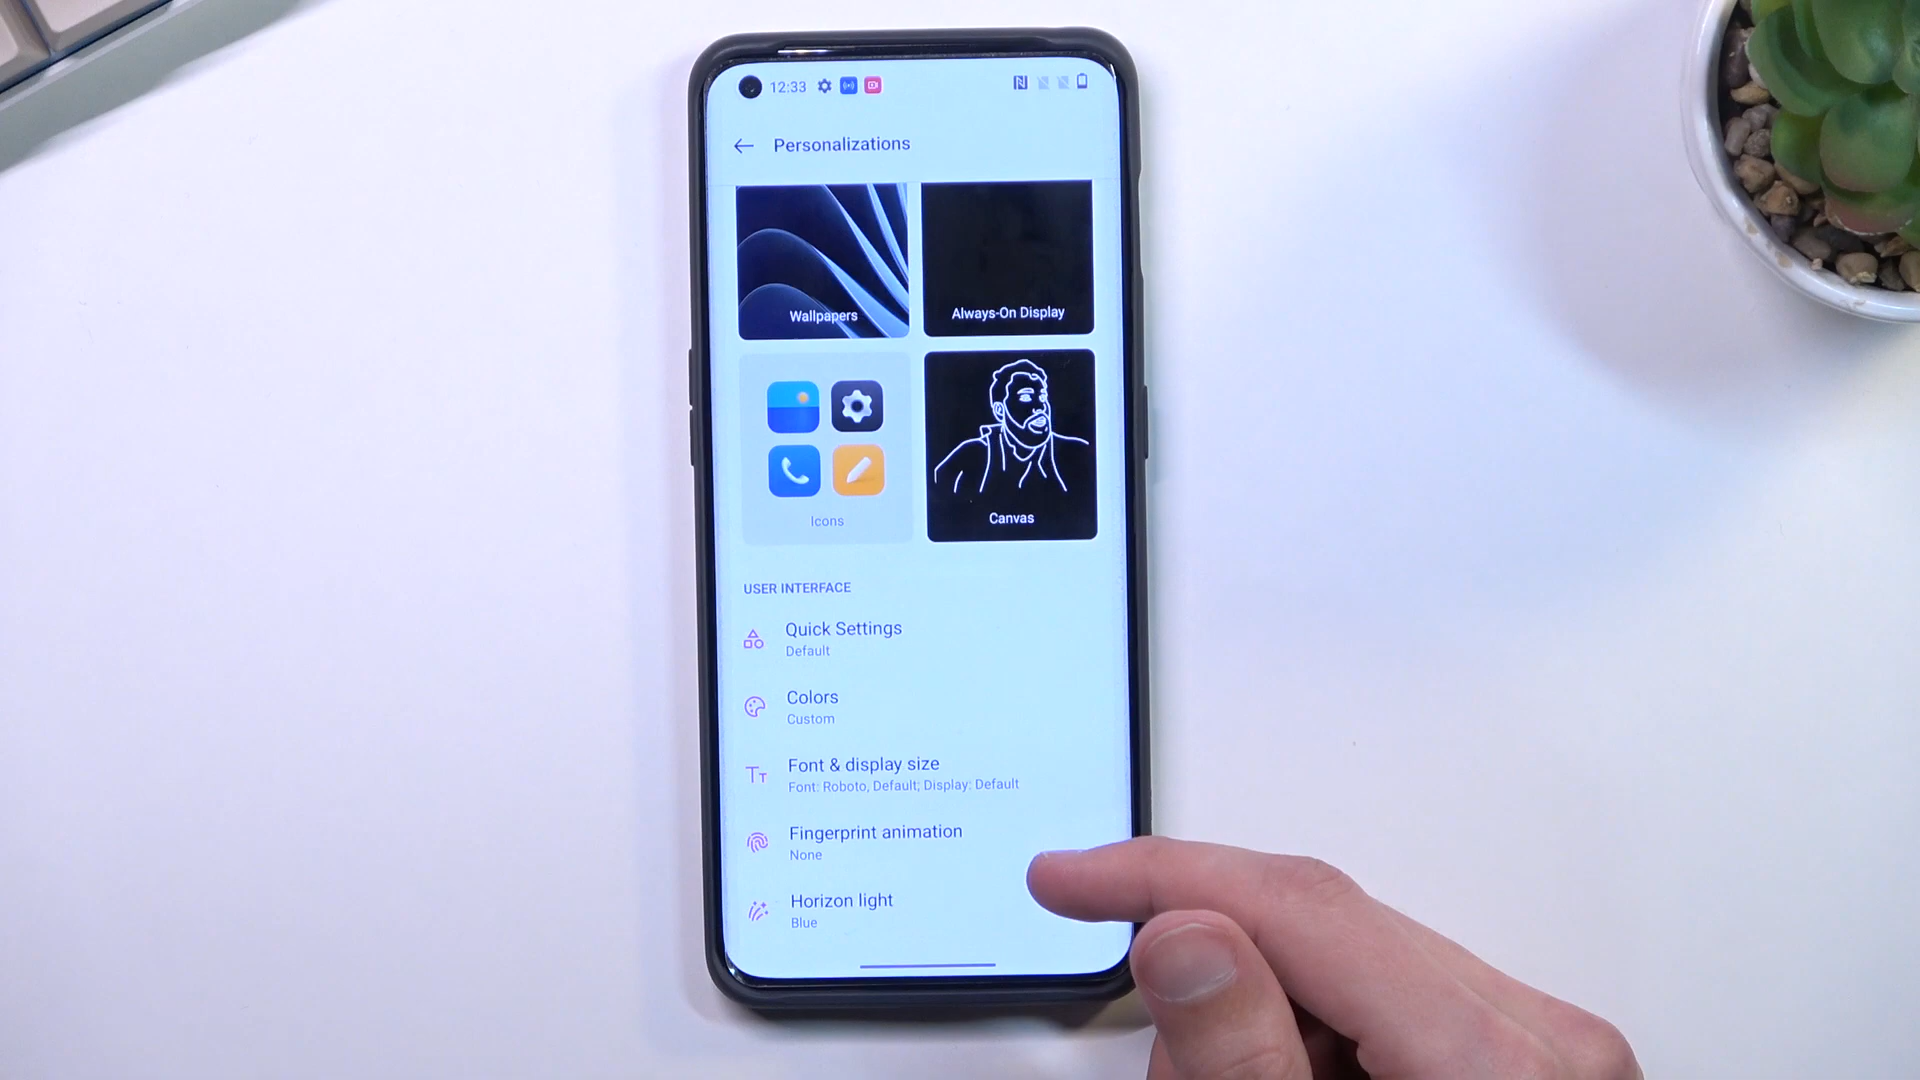 12:33
Personalizations
Wallpapers
Always-On Display
Icons
Canvas
USER INTERFACE
Quick Settings
Default
Colors
Custom
Font & display size
Font: Roboto, Default; Display: Default
Fingerprint animation
None
Horizon light
Blue